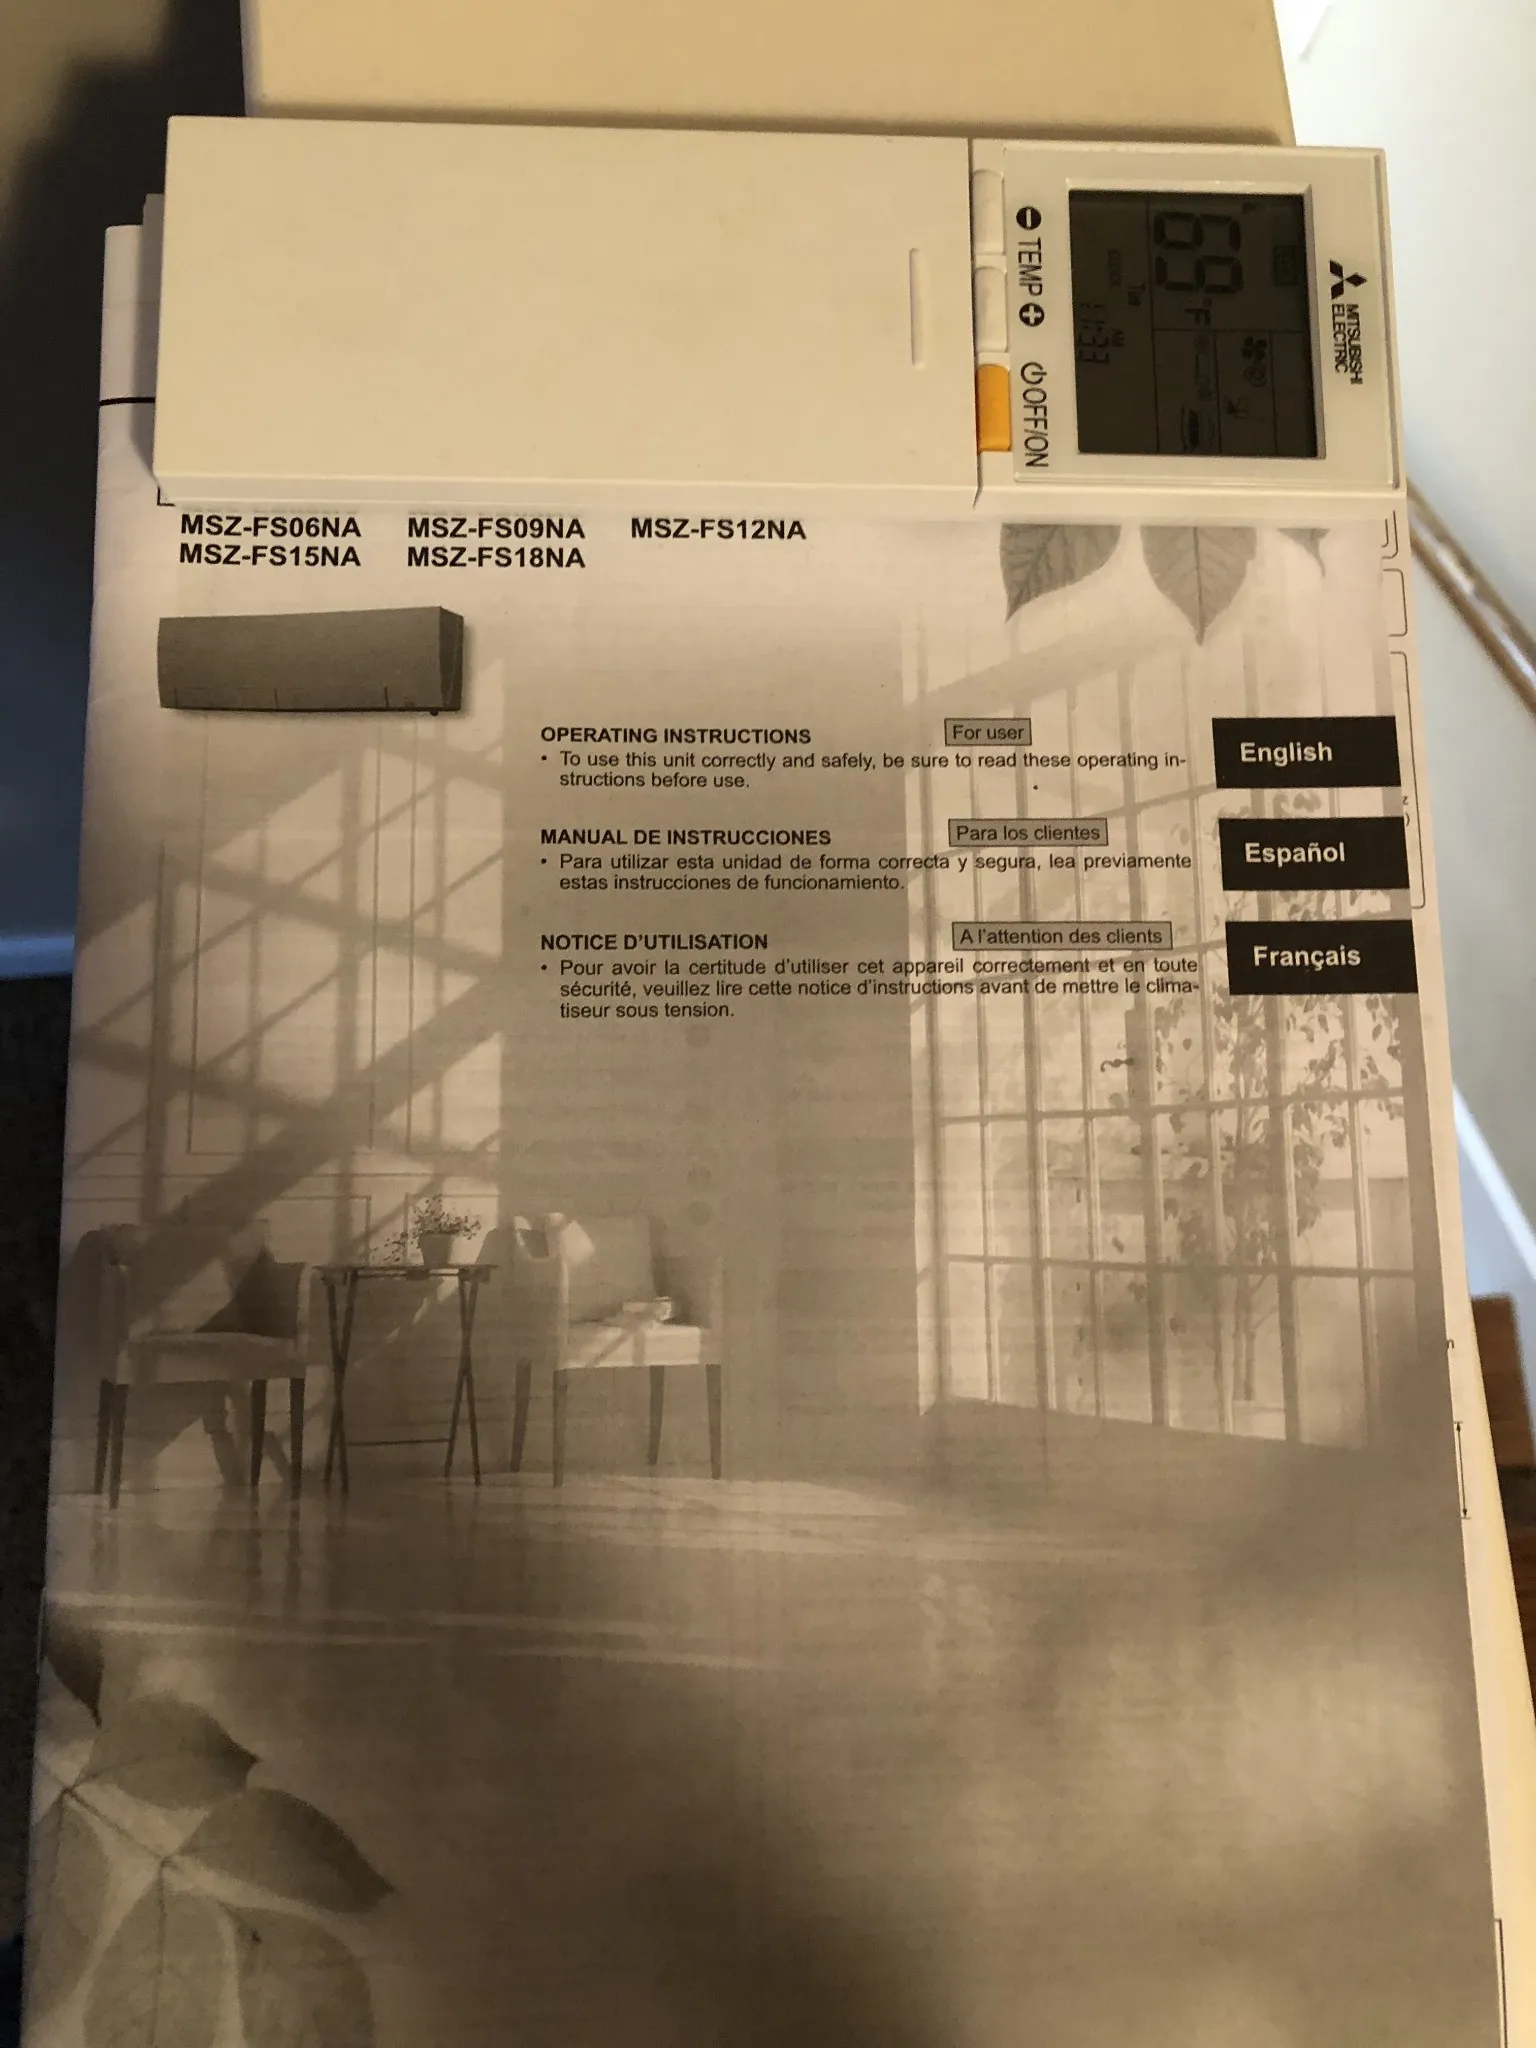 MITSUBISHI
ELECTRIC
69°F
Tue
AM
11:33
TEMP
OFF/ON
MSZ-FS06NA MSZ-FS09NA MSZ-FS12NA
MSZ-FS15NA MSZ-FS18NA
OPERATING INSTRUCTIONS For user
• To use this unit correctly and safely, be sure to read these operating in-
structions before use.
English
MANUAL DE INSTRUCCIONES Para los clientes
• Para utilizar esta unidad de forma correcta y segura, lea previamente
estas instrucciones de funcionamiento.
Español
NOTICE D'UTILISATION A l'attention des clients
• Pour avoir la certitude d'utiliser cet appareil correctement et en toute
sécurité, veuillez lire cette notice d'instructions avant de mettre le clima-
tiseur sous tension.
Français